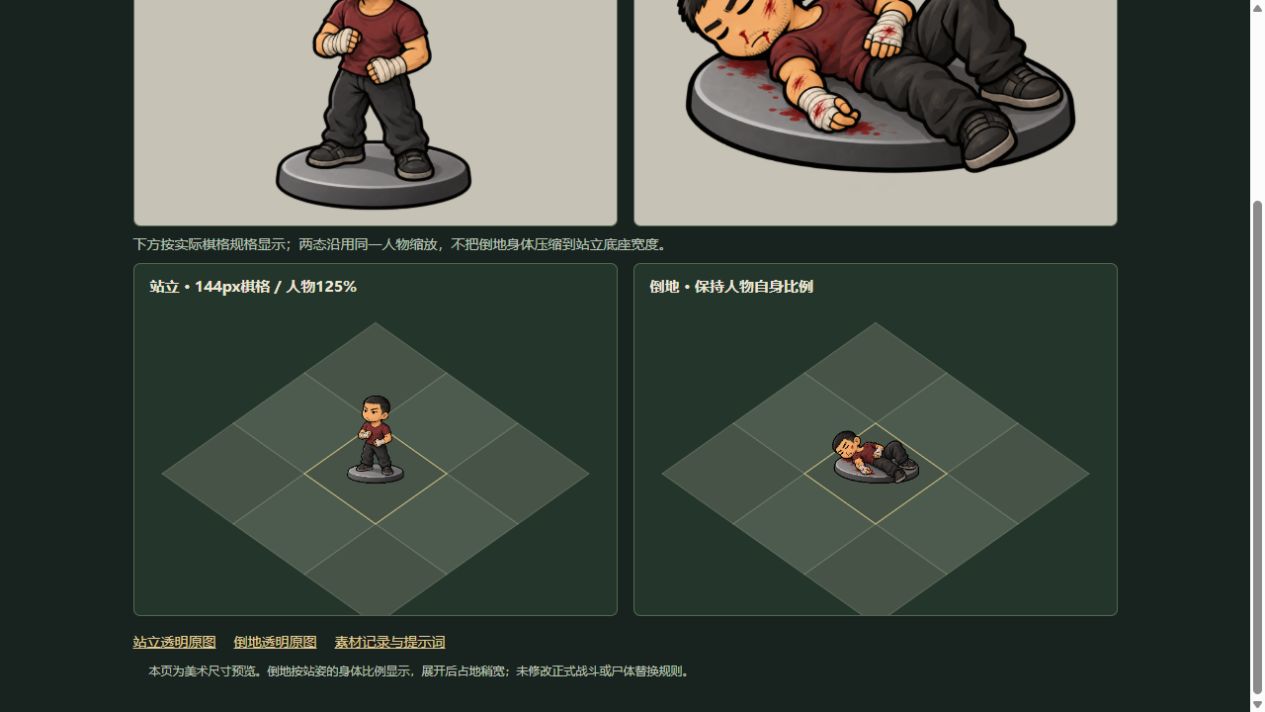 下方按实际棋格规格显示；两态沿用同一人物缩放，不把倒地身体压缩到站立底座宽度。
站立 • 144px棋格 / 人物125%
倒地 • 保持人物自身比例
站立透明原图 倒地透明原图 素材记录与提示词
本页为美术尺寸预览。倒地按站姿的身体比例显示，展开后占地稍宽；未修改正式战斗或尸体替换规则。